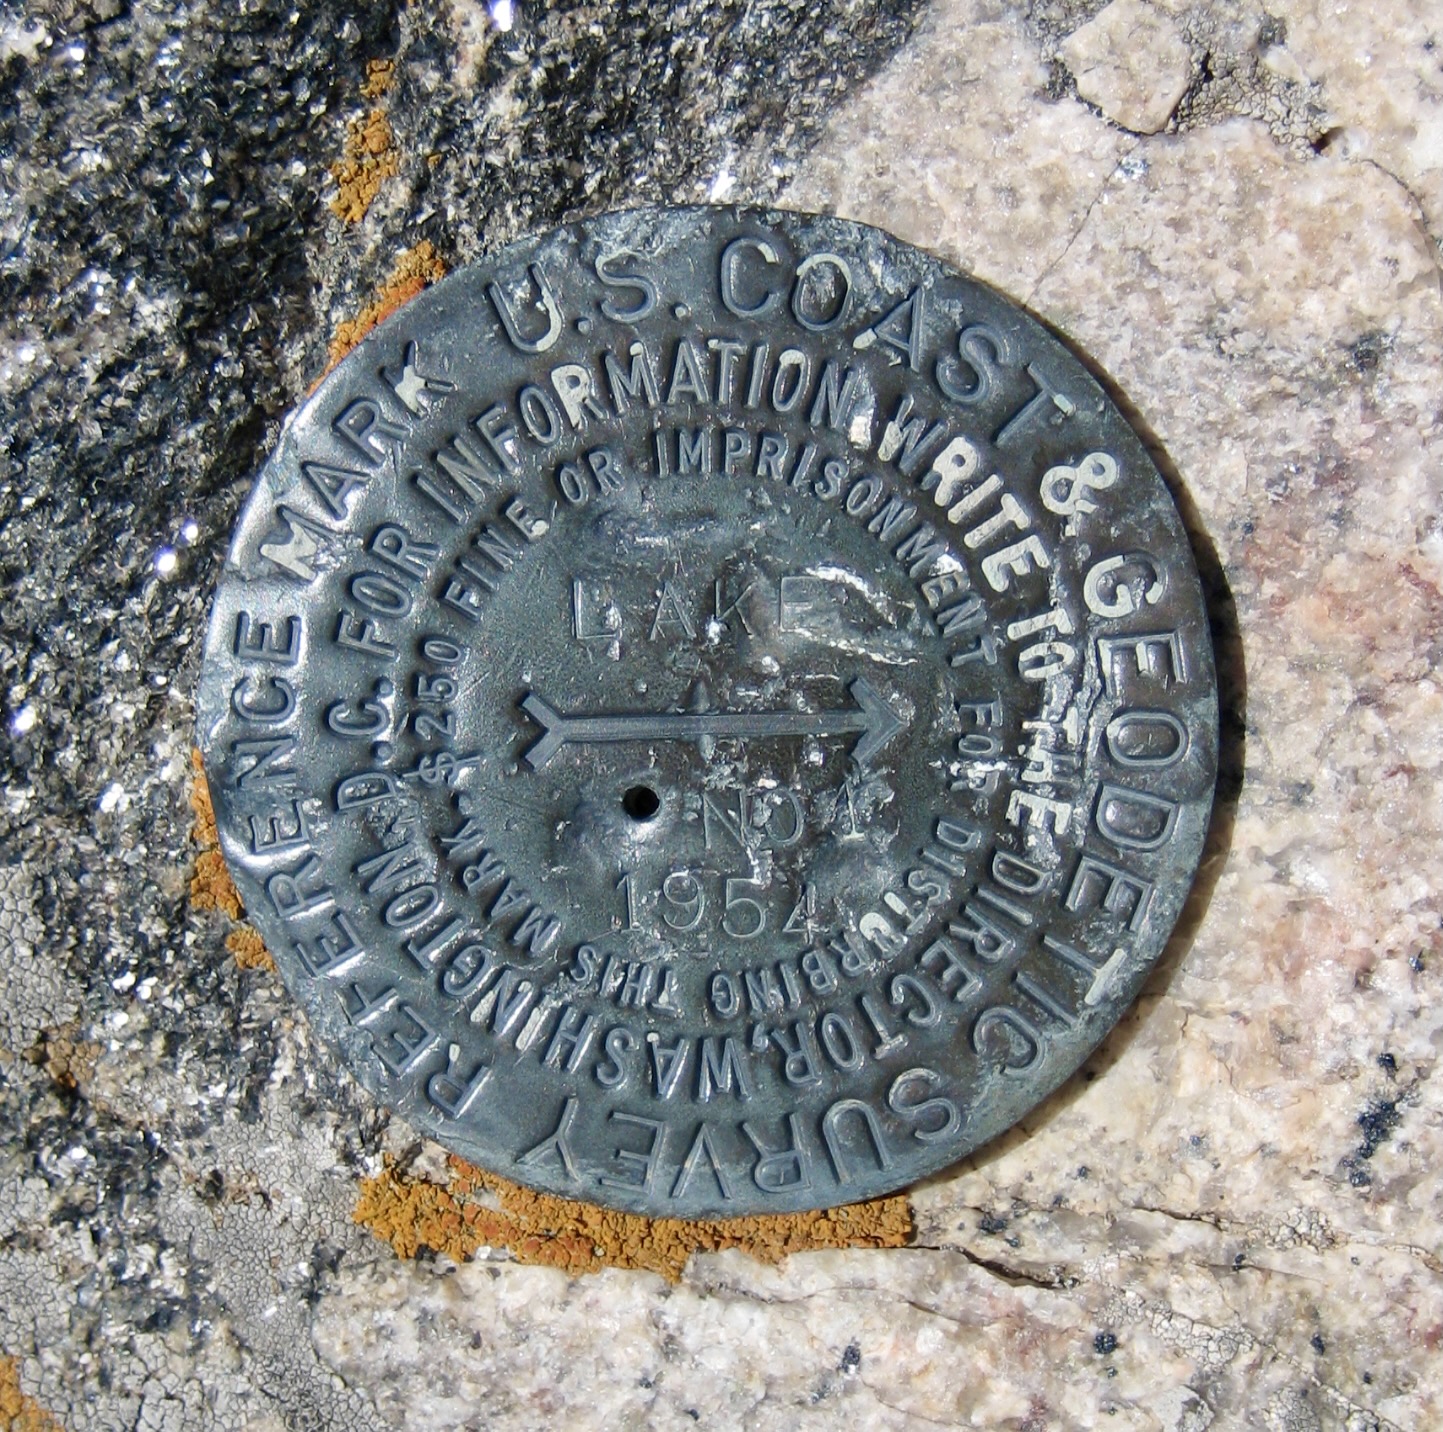 U.S. COAST & GEODETIC SURVEY REFERENCE MARK
FOR INFORMATION WRITE TO THE DIRECTOR, WASHINGTON, D.C.
$250 FINE OR IMPRISONMENT FOR DISTURBING THIS MARK.
LAKE
NO 1
1954